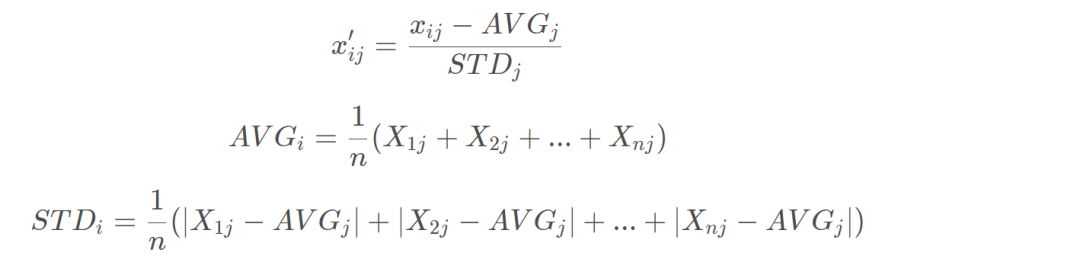 x'_{ij} = \frac{x_{ij} - AVG_j}{STD_j}
AVG_i = \frac{1}{n}(X_{1j} + X_{2j} + ... + X_{nj})
STD_i = \frac{1}{n}(|X_{1j} - AVG_j| + |X_{2j} - AVG_j| + ... + |X_{nj} - AVG_j|)